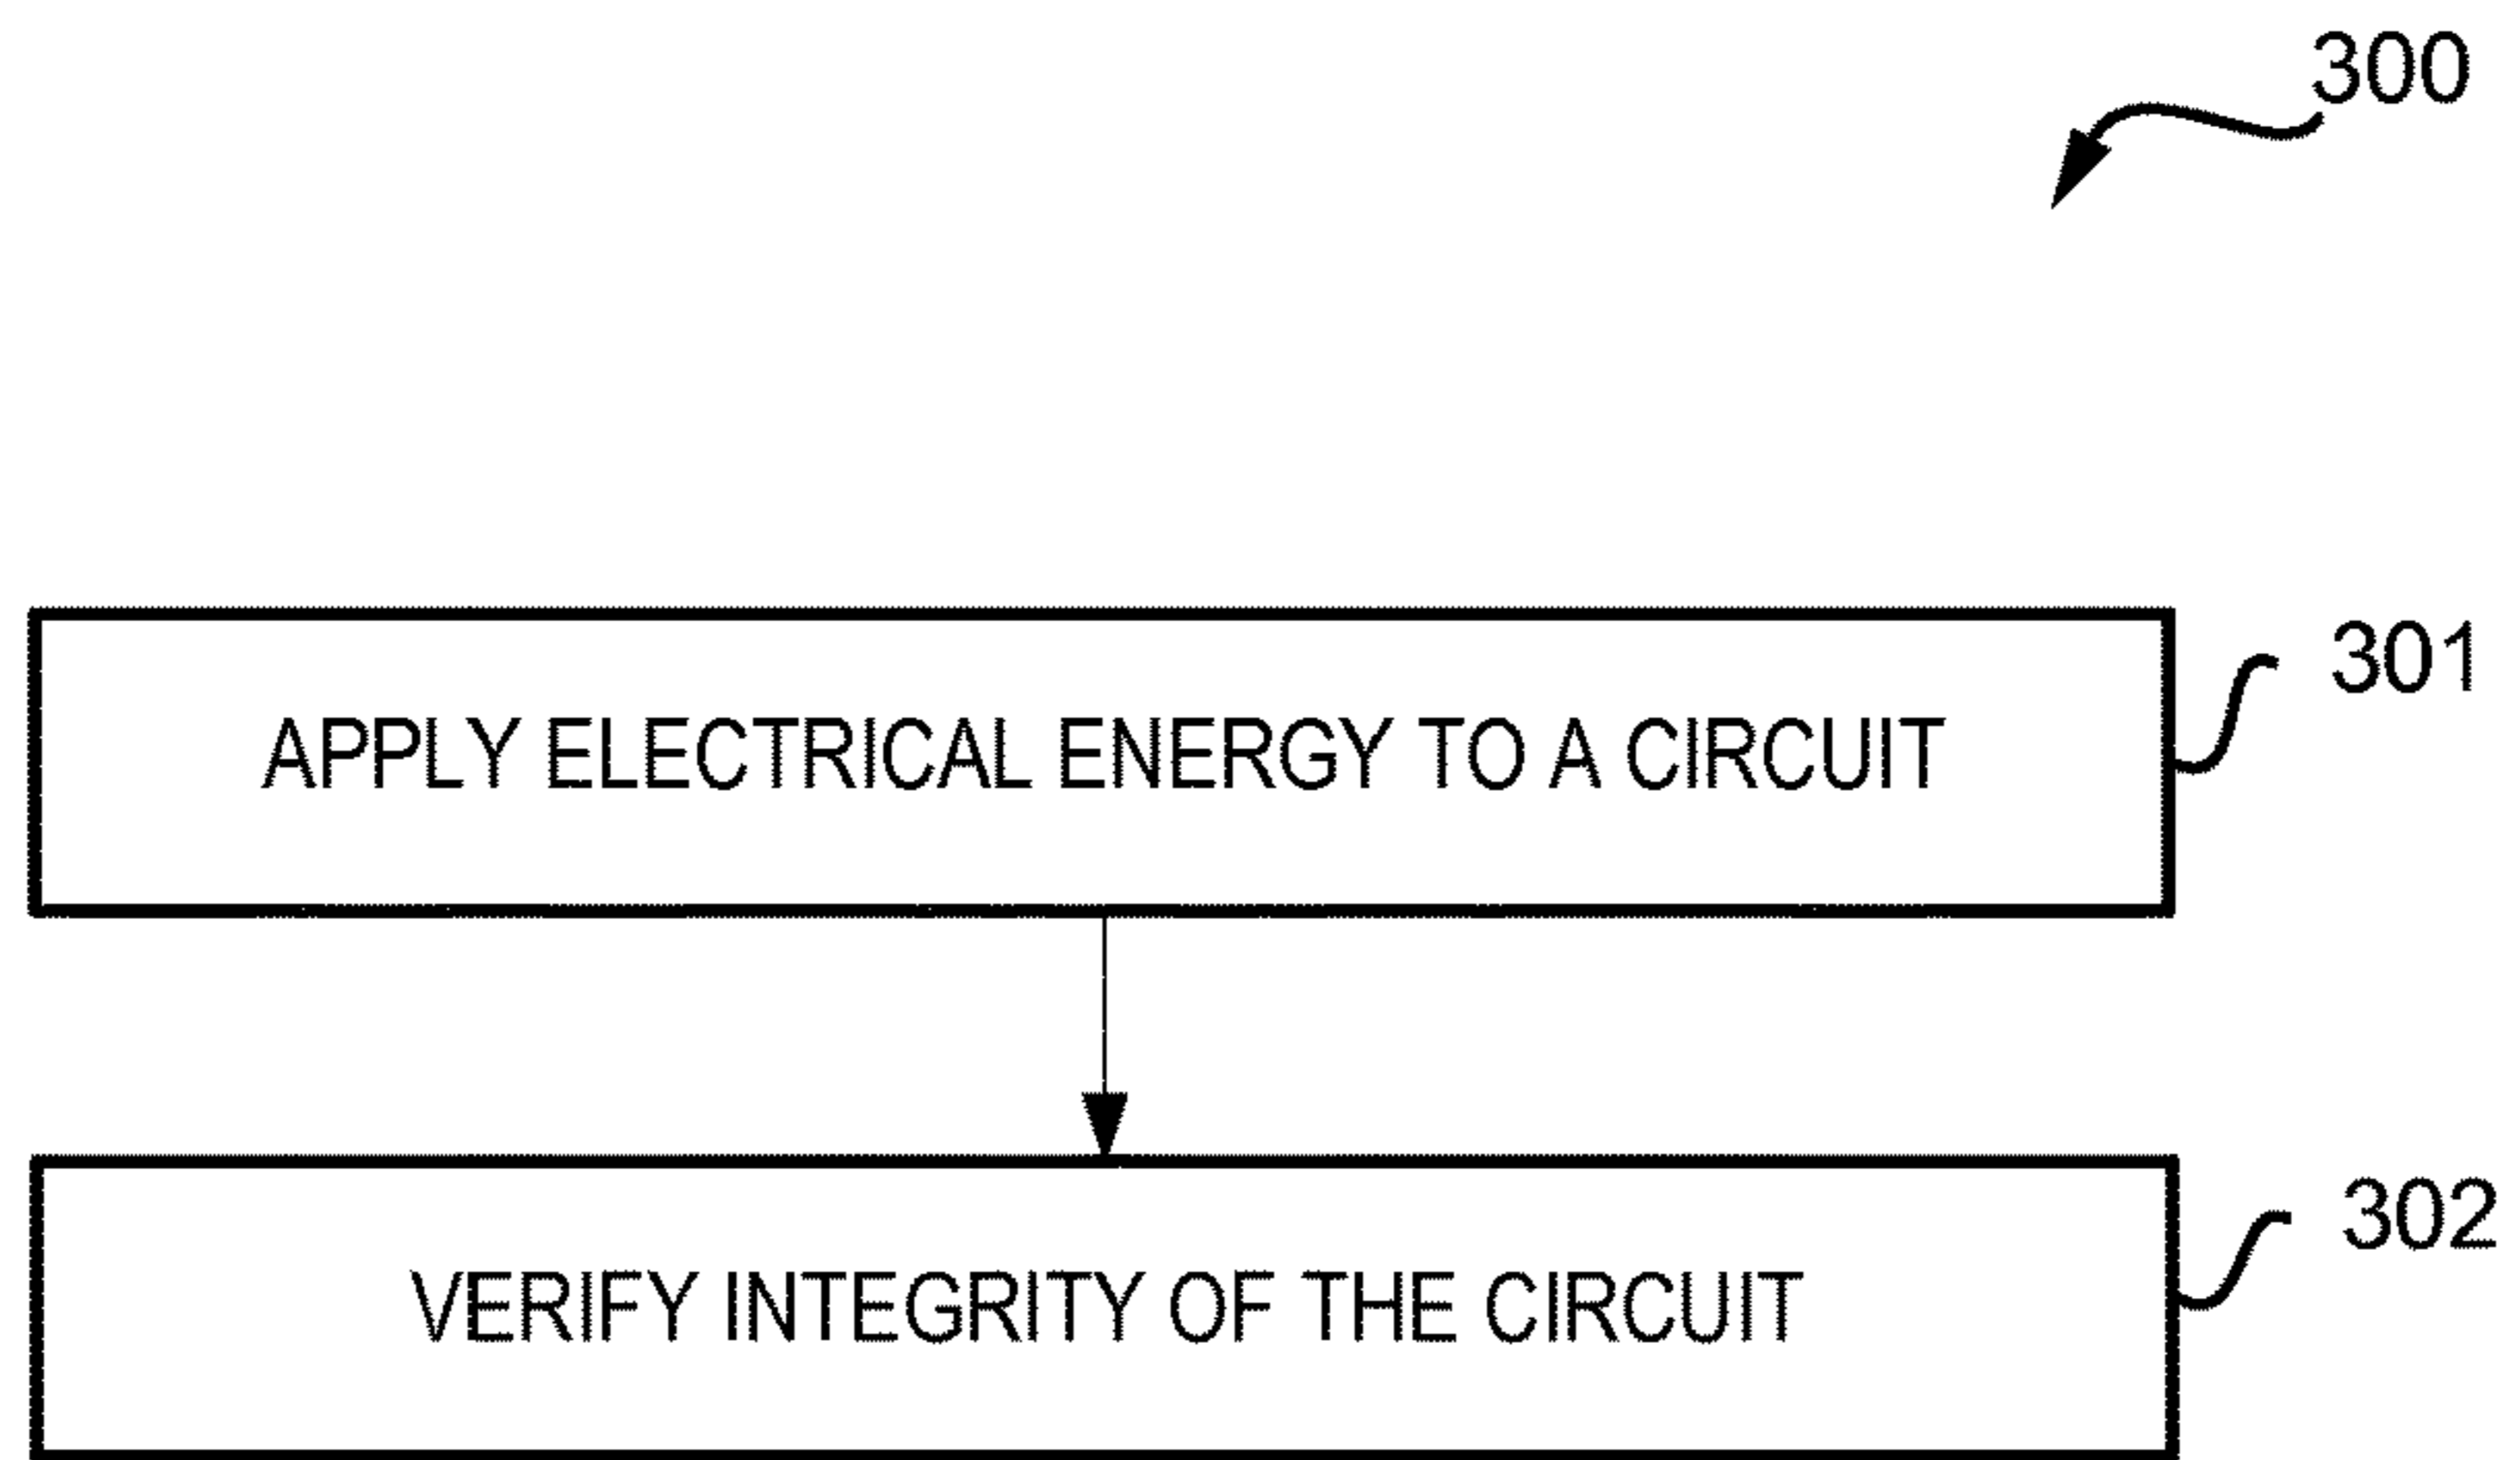 300
301
APPLY ELECTRICAL ENERGY TO A CIRCUIT
302
VERIFY INTEGRITY OF THE CIRCUIT